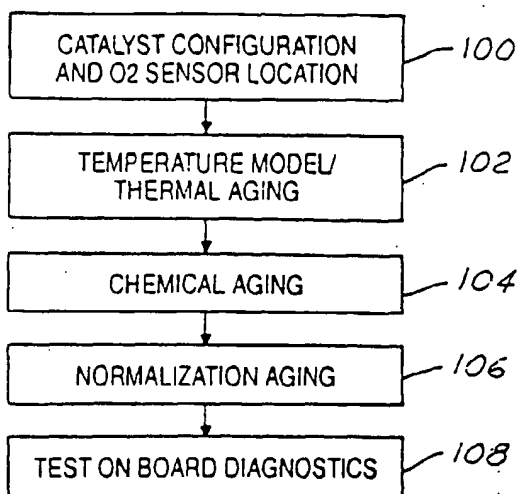 CATALYST CONFIGURATION
AND O2 SENSOR LOCATION
100
TEMPERATURE MODEL/
THERMAL AGING
102
CHEMICAL AGING
104
NORMALIZATION AGING
106
TEST ON BOARD DIAGNOSTICS
108